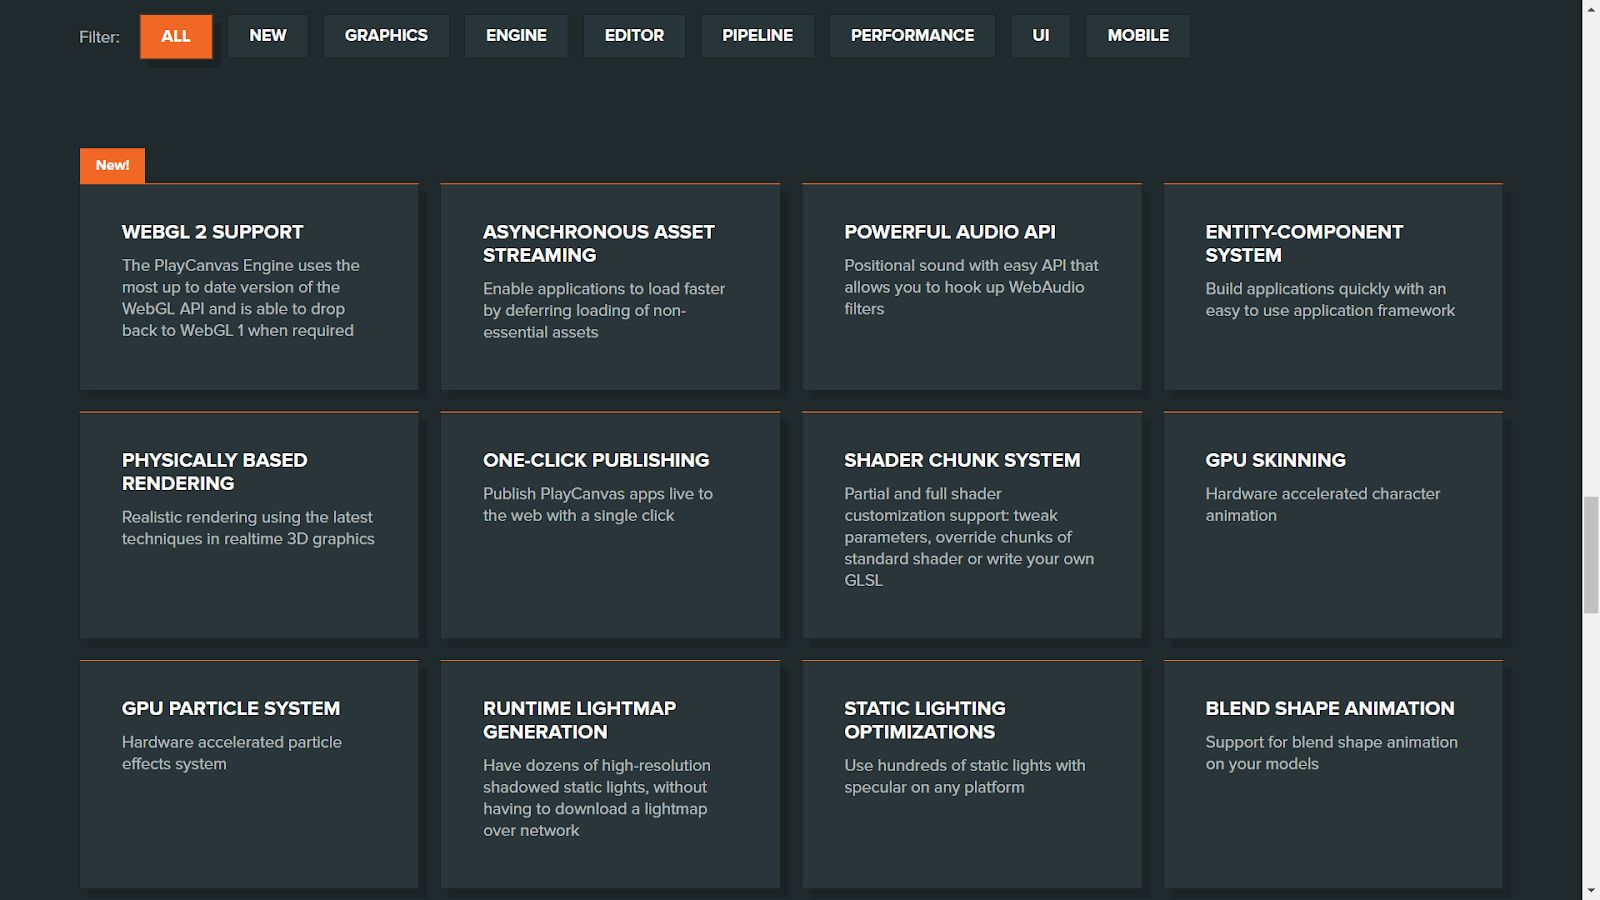 Filter:
ALL
NEW
GRAPHICS
ENGINE
EDITOR
PIPELINE
PERFORMANCE
UI
MOBILE
New!
WEBGL 2 SUPPORT
The PlayCanvas Engine uses the
most up to date version of the
WebGL API and is able to drop
back to WebGL 1 when required
ASYNCHRONOUS ASSET
STREAMING
Enable applications to load faster
by deferring loading of non-
essential assets
POWERFUL AUDIO API
Positional sound with easy API that
allows you to hook up WebAudio
filters
ENTITY-COMPONENT
SYSTEM
Build applications quickly with an
easy to use application framework
PHYSICALLY BASED
RENDERING
Realistic rendering using the latest
techniques in realtime 3D graphics
ONE-CLICK PUBLISHING
Publish PlayCanvas apps live to
the web with a single click
SHADER CHUNK SYSTEM
Partial and full shader
customization support: tweak
parameters, override chunks of
standard shader or write your own
GLSL
GPU SKINNING
Hardware accelerated character
animation
GPU PARTICLE SYSTEM
Hardware accelerated particle
effects system
RUNTIME LIGHTMAP
GENERATION
Have dozens of high-resolution
shadowed static lights, without
having to download a lightmap
over network
STATIC LIGHTING
OPTIMIZATIONS
Use hundreds of static lights with
specular on any platform
BLEND SHAPE ANIMATION
Support for blend shape animation
on your models